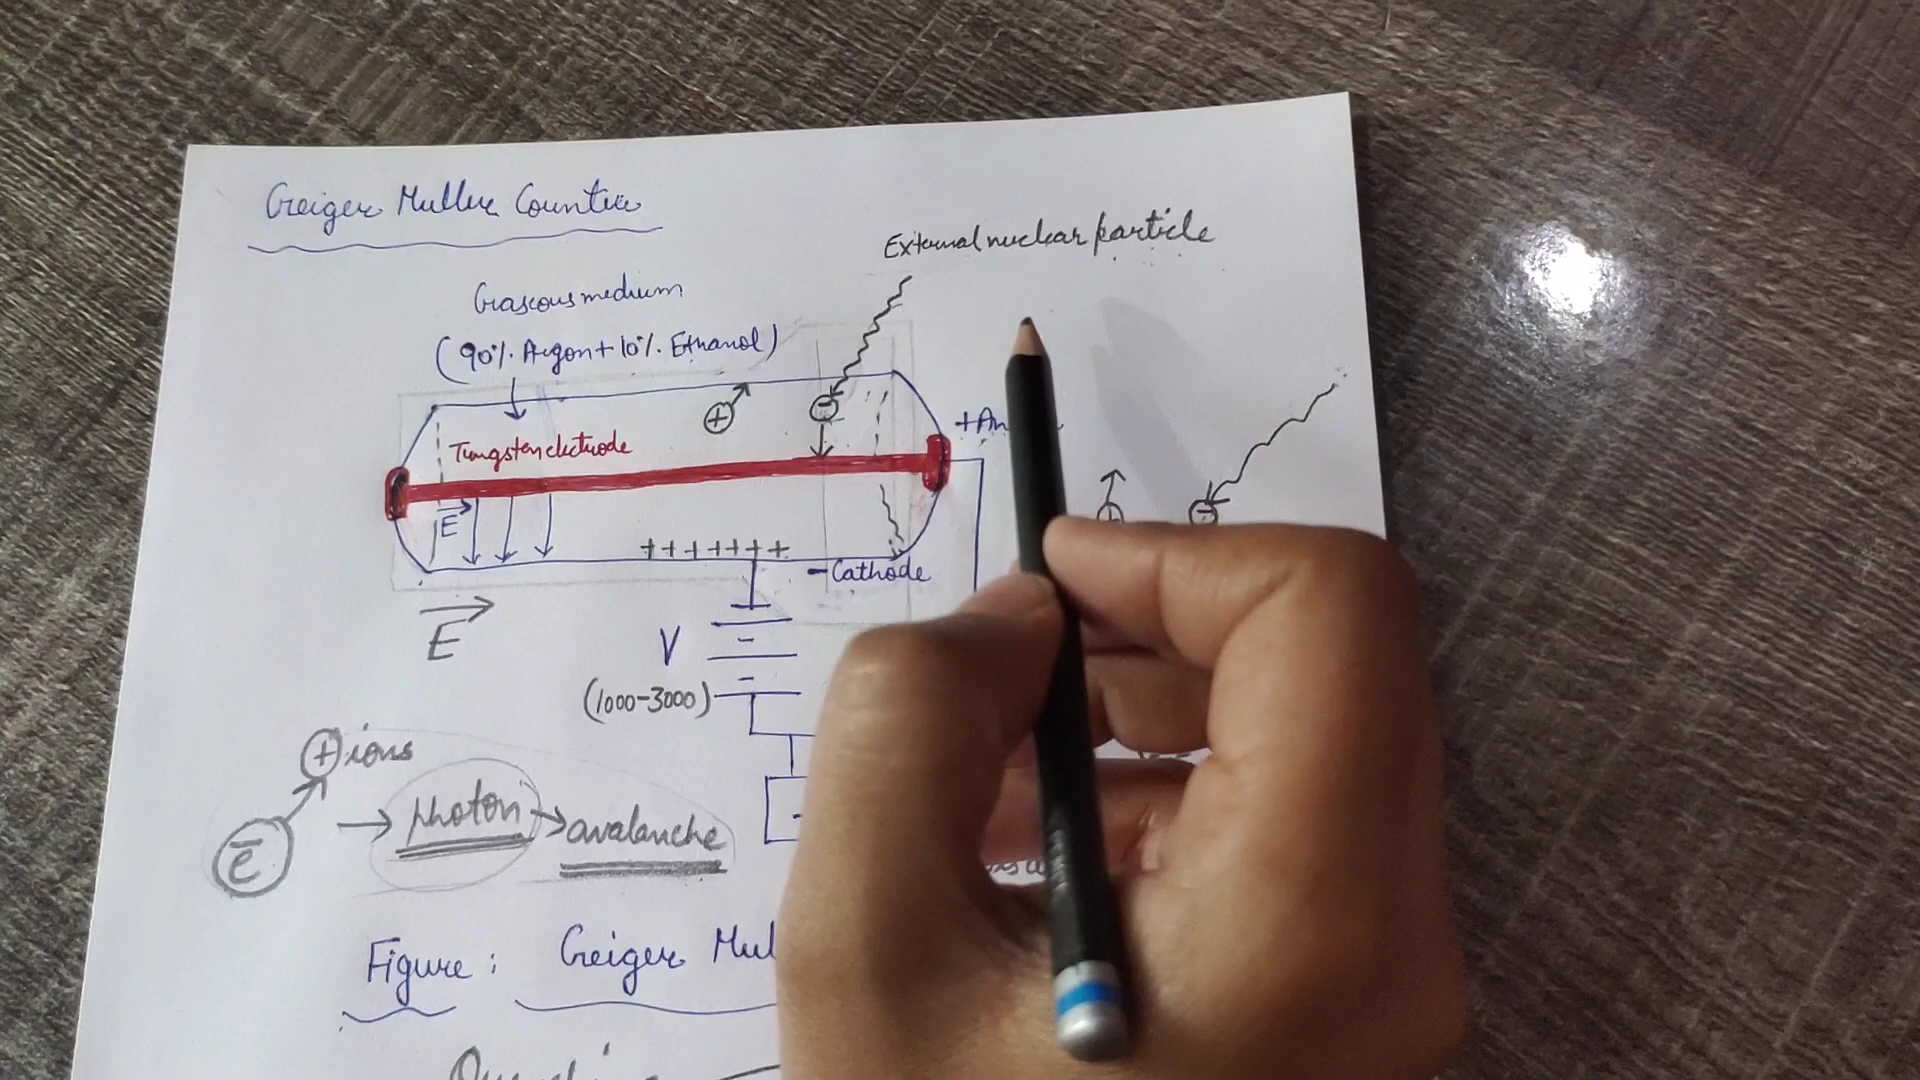 Geiger Muller Counter
External nuclear particle
Gaseous medium
(90% Argon + 10% Ethanol)
+
-
+An
Tungsten electrode
E
+ + + + + + +
- Cathode
+
-
E
V
(1000-3000)
+ ions
e
→ photon → avalanche
Figure: Geiger Mul